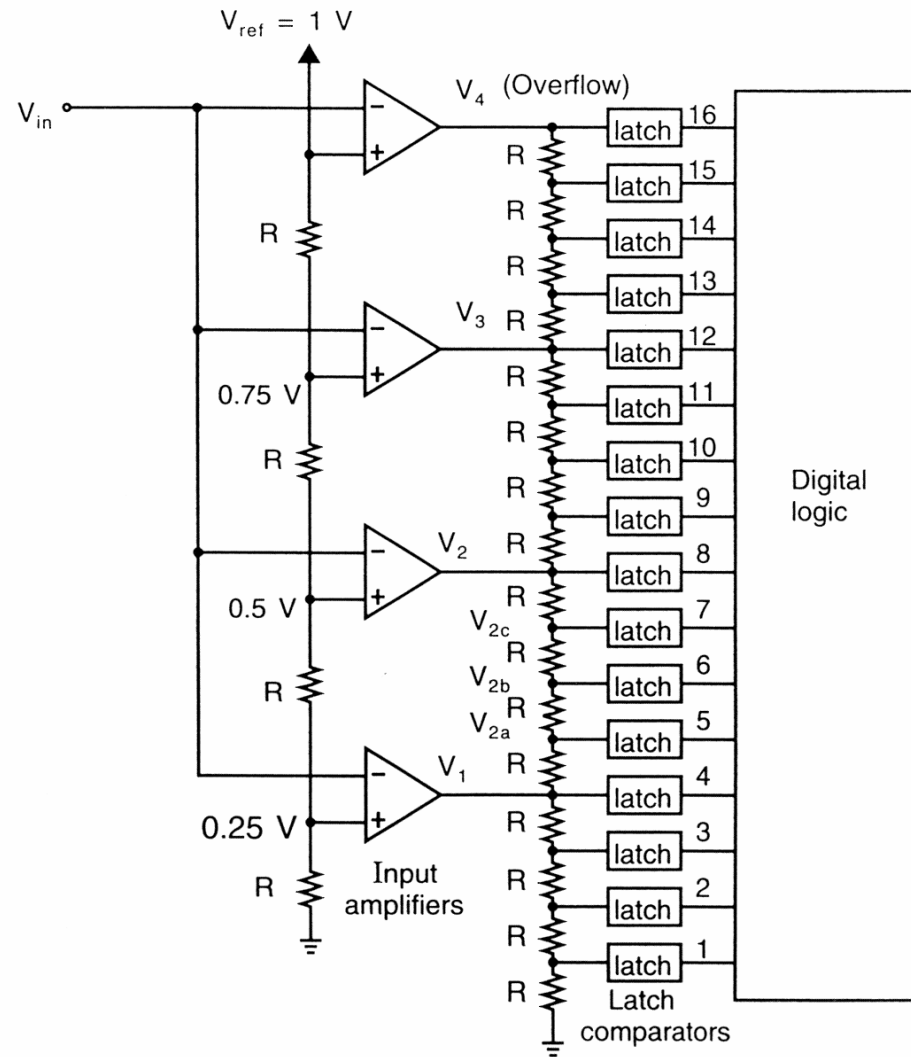 V_ref = 1 V
V_in
V_4 (Overflow)
latch 16
R
latch 15
R
R
latch 14
R
latch 13
V_3
R
latch 12
0.75 V
R
latch 11
R
R
latch 10
R
latch 9
V_2
R
latch 8
0.5 V
R
V_2c
latch 7
R
V_2b
latch 6
R
R
V_2a
latch 5
V_1
R
latch 4
0.25 V
R
latch 3
R
R
latch 2
R
latch 1
R
Input
amplifiers
Latch
comparators
Digital
logic